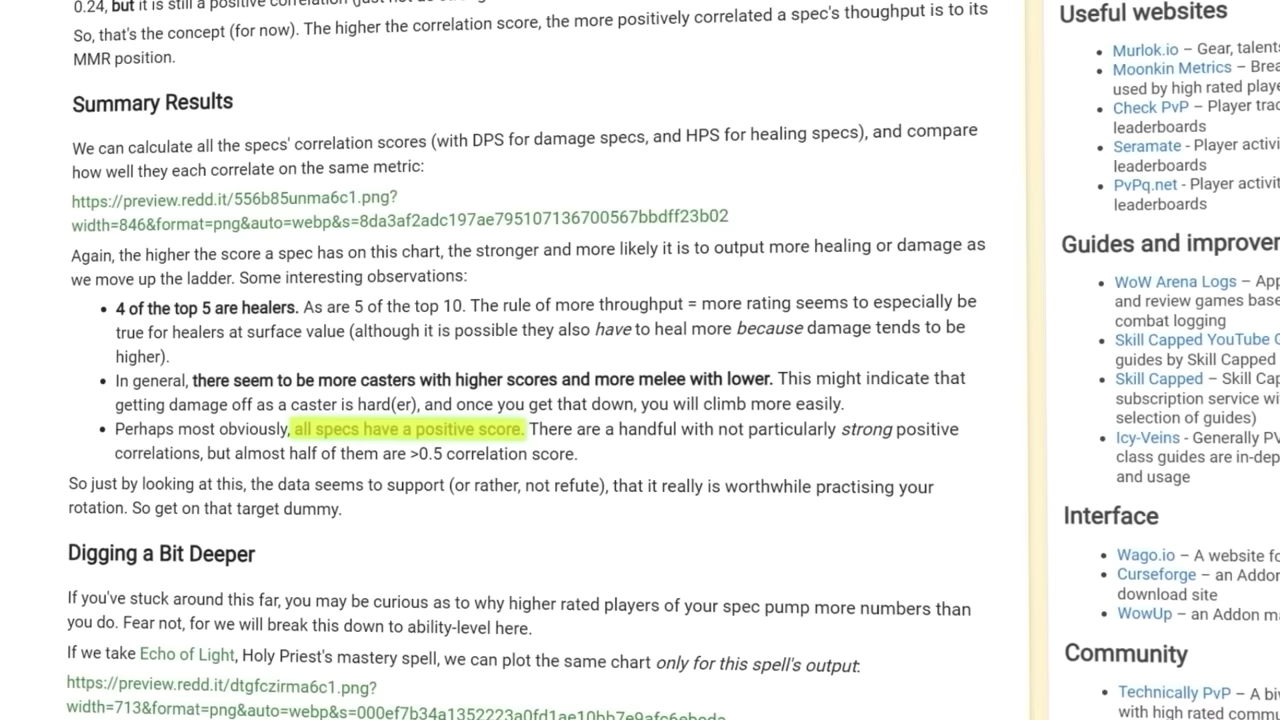 0.24, but it is still a positive correlation (just not as
So, that's the concept (for now). The higher the correlation score, the more positively correlated a spec's thoughput is to its
MMR position.
Summary Results
We can calculate all the specs' correlation scores (with DPS for damage specs, and HPS for healing specs), and compare
how well they each correlate on the same metric:
https://preview.redd.it/556b85unma6c1.png?
width=846&format=png&auto=webp&s=8da3af2adc197ae795107136700567bbdff23b02
Again, the higher the score a spec has on this chart, the stronger and more likely it is to output more healing or damage as
we move up the ladder. Some interesting observations:
• 4 of the top 5 are healers. As are 5 of the top 10. The rule of more throughput = more rating seems to especially be
true for healers at surface value (although it is possible they also have to heal more because damage tends to be
higher).
• In general, there seem to be more casters with higher scores and more melee with lower. This might indicate that
getting damage off as a caster is hard(er), and once you get that down, you will climb more easily.
• Perhaps most obviously, all specs have a positive score. There are a handful with not particularly strong positive
correlations, but almost half of them are >0.5 correlation score.
So just by looking at this, the data seems to support (or rather, not refute), that it really is worthwhile practising your
rotation. So get on that target dummy.
Digging a Bit Deeper
If you've stuck around this far, you may be curious as to why higher rated players of your spec pump more numbers than
you do. Fear not, for we will break this down to ability-level here.
If we take Echo of Light, Holy Priest's mastery spell, we can plot the same chart only for this spell's output:
https://preview.redd.it/dtgfczirma6c1.png?
Useful websites
• Murlok.io – Gear, talents
• Moonkin Metrics – Brea
used by high rated playe
• Check PvP – Player trac
leaderboards
• Seramate - Player activi
leaderboards
• PvPq.net - Player activit
leaderboards
Guides and improver
• WoW Arena Logs – App
and review games base
combat logging
• Skill Capped YouTube C
guides by Skill Capped
• Skill Capped – Skill Cap
subscription service wi
selection of guides)
• Icy-Veins - Generally PV
class guides are in-dep
and usage
Interface
• Wago.io – A website fo
• Curseforge – an Addon
download site
• WowUp – an Addon ma
Community
• Technically PvP – A bi
with high rated commu